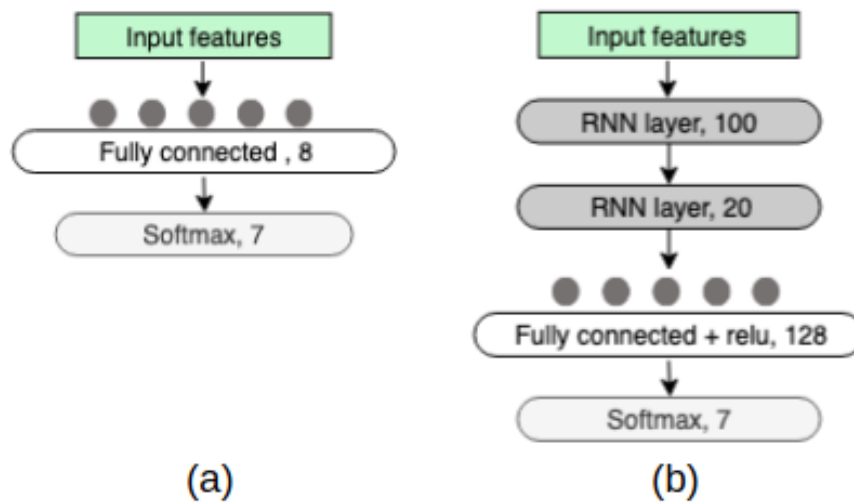 Input features
Fully connected , 8
Softmax, 7
(a)
Input features
RNN layer, 100
RNN layer, 20
Fully connected + relu, 128
Softmax, 7
(b)